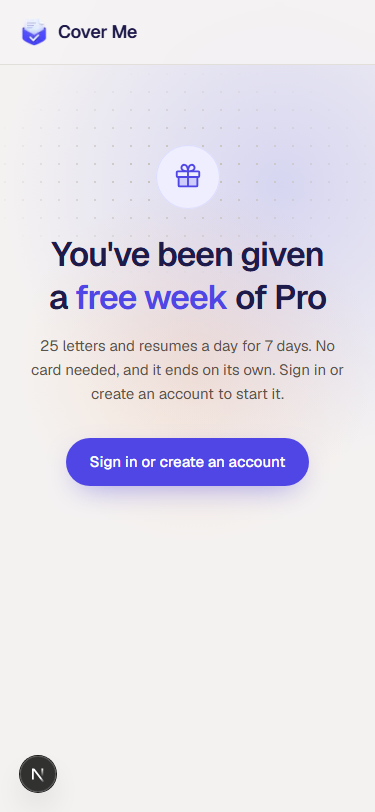 Cover Me
You've been given
a free week of Pro
25 letters and resumes a day for 7 days. No
card needed, and it ends on its own. Sign in or
create an account to start it.
Sign in or create an account
N